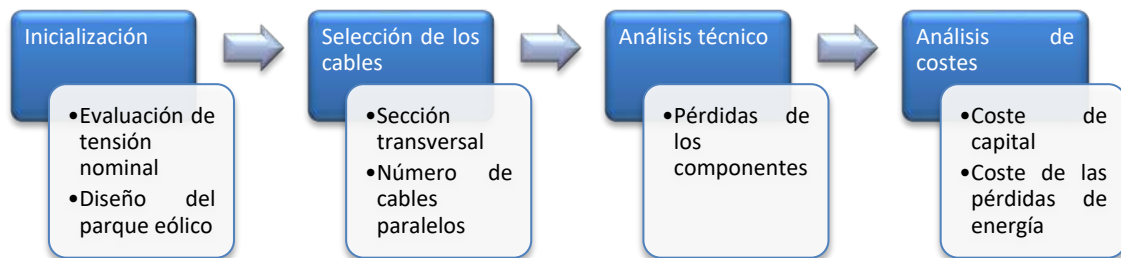 Inicialización
•Evaluación de
tensión
nominal
•Diseño del
parque eólico
Selección de los
cables
•Sección
transversal
•Número de
cables
paralelos
Análisis técnico
•Pérdidas de
los
componentes
Análisis de
costes
•Coste de
capital
•Coste de las
pérdidas de
energía